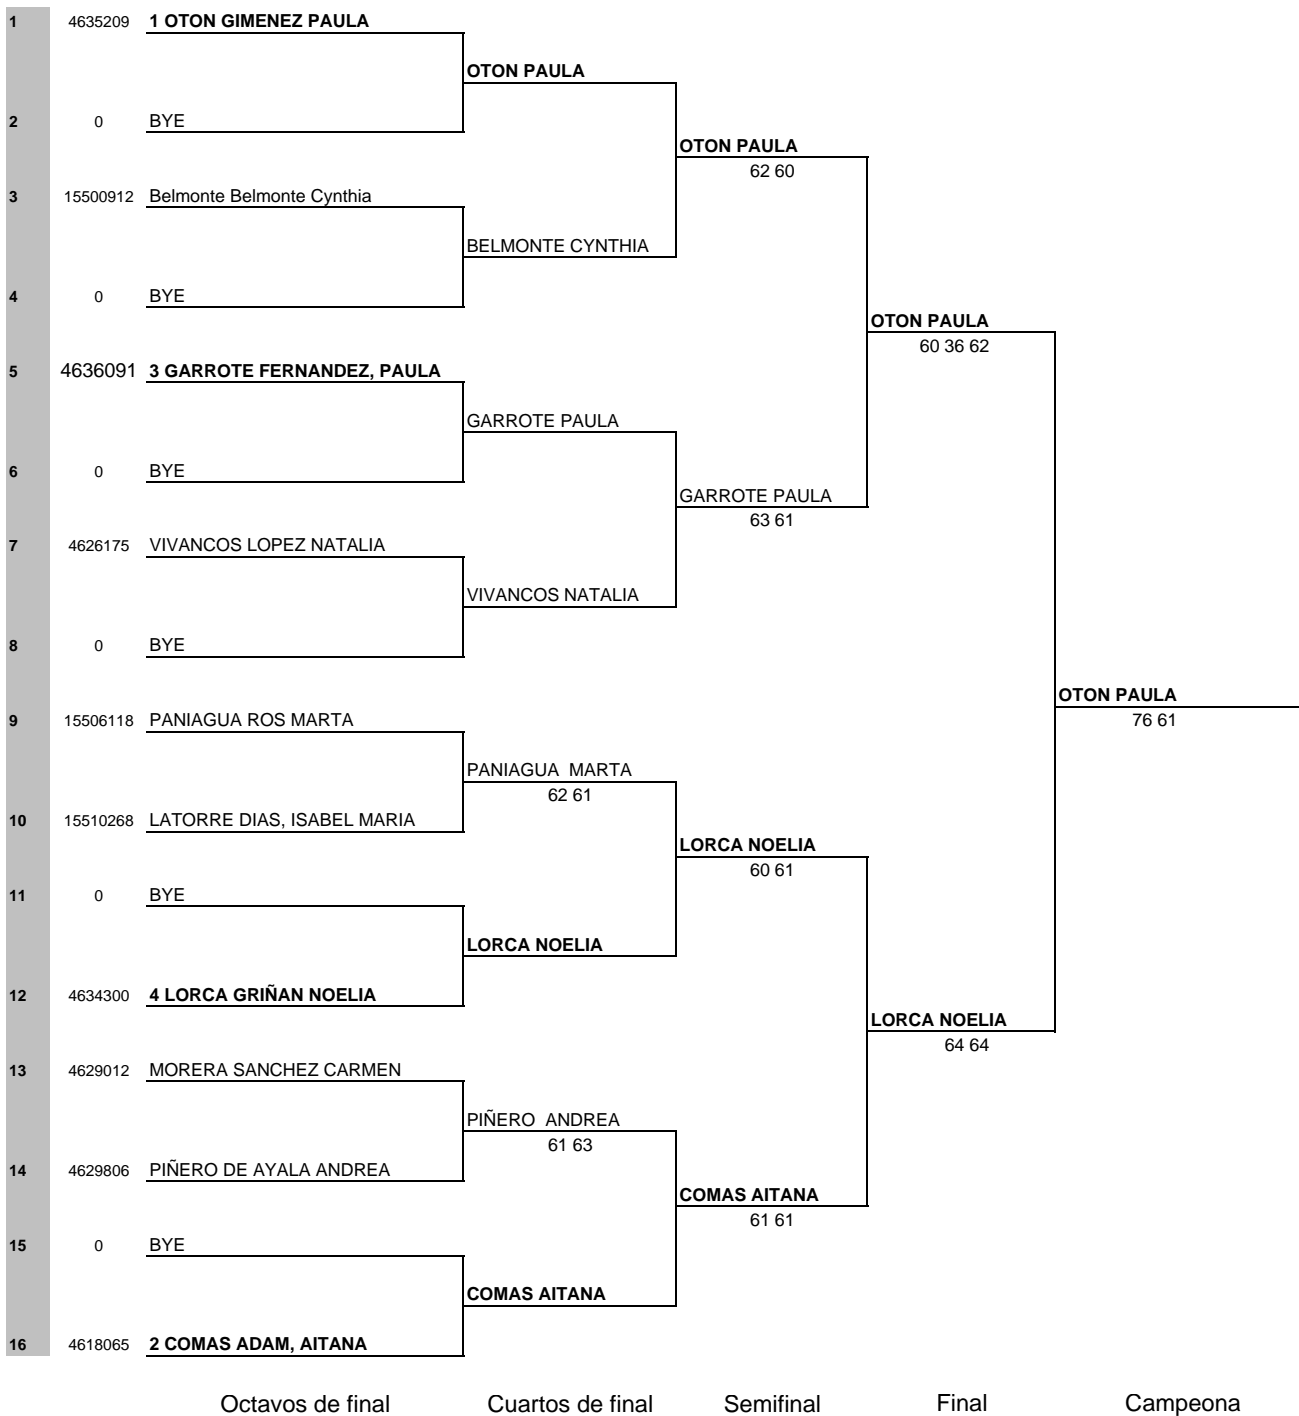 1 4635209 1 OTON GIMENEZ PAULA
OTON PAULA
2 0 BYE
OTON PAULA
62 60
3 15500912 Belmonte Belmonte Cynthia
BELMONTE CYNTHIA
4 0 BYE
OTON PAULA
60 36 62
5 4636091 3 GARROTE FERNANDEZ, PAULA
GARROTE PAULA
6 0 BYE
GARROTE PAULA
63 61
7 4626175 VIVANCOS LOPEZ NATALIA
VIVANCOS NATALIA
8 0 BYE
OTON PAULA
76 61
9 15506118 PANIAGUA ROS MARTA
PANIAGUA  MARTA
62 61
10 15510268 LATORRE DIAS, ISABEL MARIA
LORCA NOELIA
60 61
11 0 BYE
LORCA NOELIA
12 4634300 4 LORCA GRIÑAN NOELIA
LORCA NOELIA
64 64
13 4629012 MORERA SANCHEZ CARMEN
PIÑERO  ANDREA
61 63
14 4629806 PIÑERO DE AYALA ANDREA
COMAS AITANA
61 61
15 0 BYE
COMAS AITANA
16 4618065 2 COMAS ADAM, AITANA
Octavos de final Cuartos de final Semifinal Final Campeona